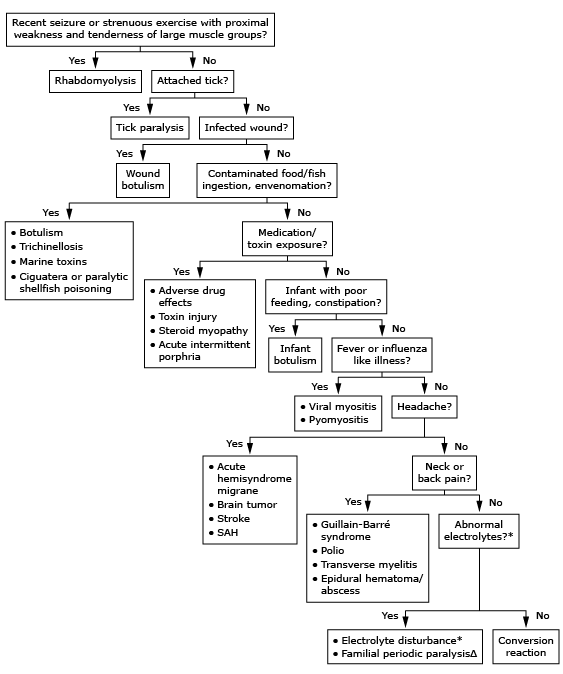 Recent seizure or strenuous exercise with proximal
weakness and tenderness of large muscle groups?
Yes
No
Rhabdomyolysis
Attached tick?
Yes
No
Tick paralysis
Infected wound?
Yes
No
Wound
botulism
Contaminated food/fish
ingestion, envenomation?
Yes
No
● Botulism
● Trichinellosis
● Marine toxins
● Ciguatera or paralytic
shellfish poisoning
Medication/
toxin exposure?
Yes
No
● Adverse drug
effects
● Toxin injury
● Steroid myopathy
● Acute intermittent
porphria
Infant with poor
feeding, constipation?
Yes
No
Infant
botulism
Fever or influenza
like illness?
Yes
No
● Viral myositis
● Pyomyositis
Headache?
Yes
No
● Acute
hemisyndrome
migrane
● Brain tumor
● Stroke
● SAH
Neck or
back pain?
Yes
No
● Guillain-Barré
syndrome
● Polio
● Transverse myelitis
● Epidural hematoma/
abscess
Abnormal
electrolytes?*
Yes
No
● Electrolyte disturbance*
● Familial periodic paralysisΔ
Conversion
reaction